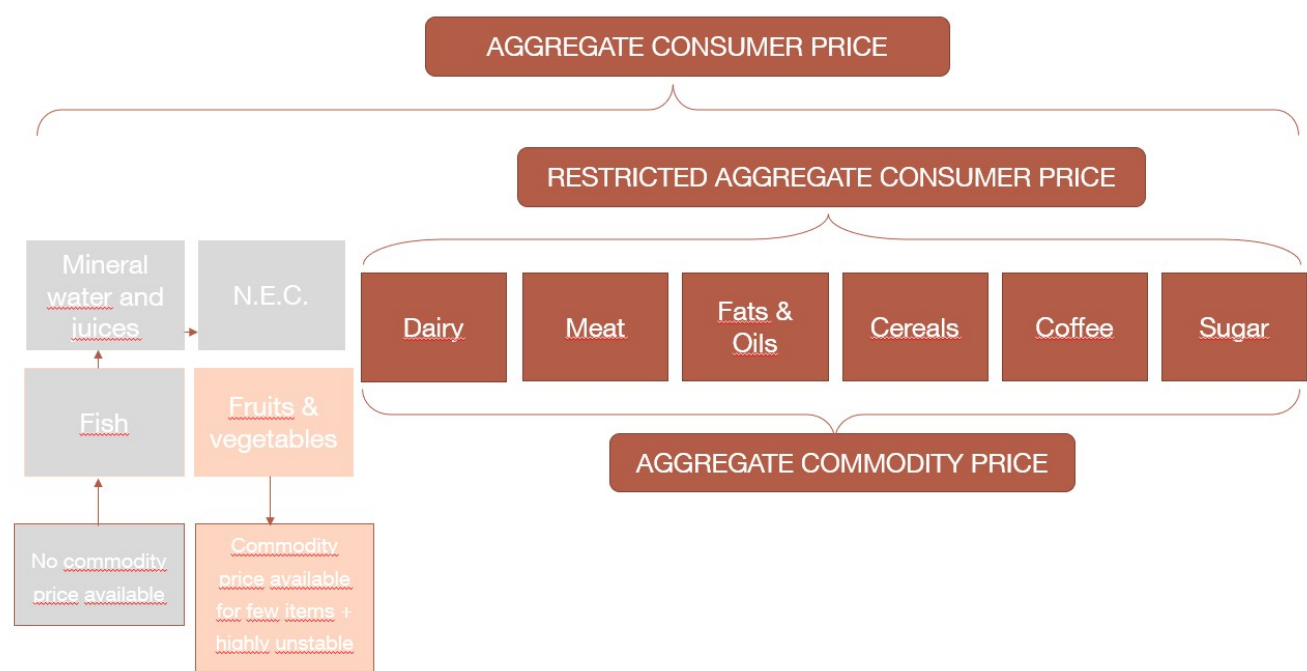 AGGREGATE CONSUMER PRICE
RESTRICTED AGGREGATE CONSUMER PRICE
Mineral
water and
juices
N.E.C.
Dairy
Meat
Fats &
Oils
Cereals
Coffee
Sugar
Fish
Fruits &
vegetables
AGGREGATE COMMODITY PRICE
No commodity
price available
Commodity
price available
for few items +
highly unstable